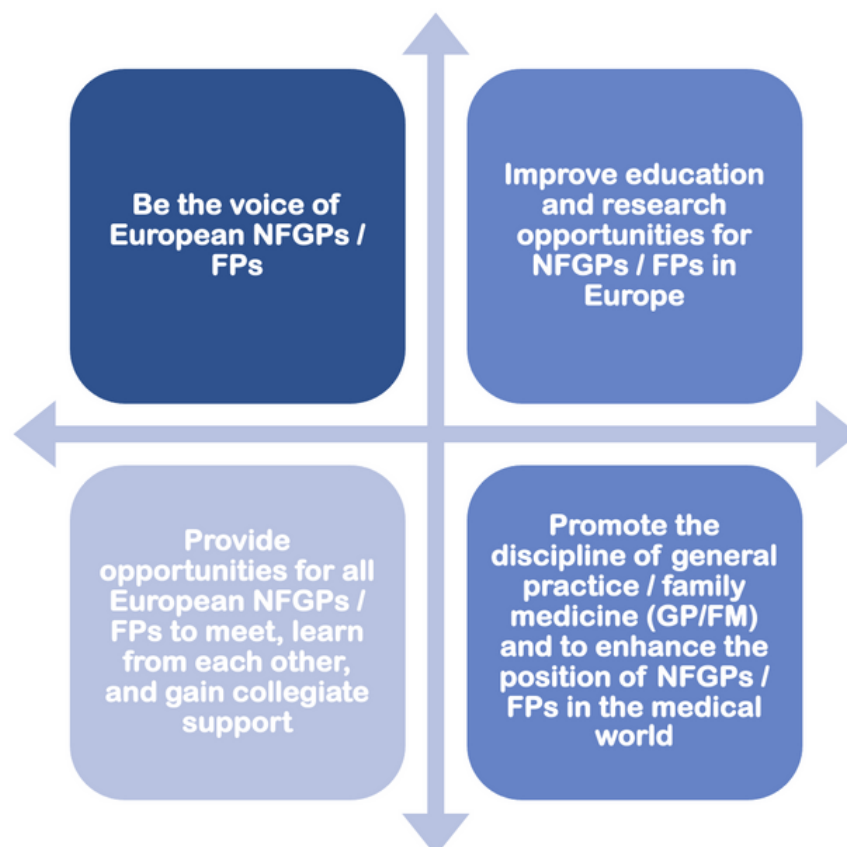 Be the voice of
European NFGPs /
FPs
Improve education
and research
opportunities for
NFGPs / FPs in
Europe
Provide
opportunities for all
European NFGPs /
FPs to meet, learn
from each other,
and gain collegiate
support
Promote the
discipline of general
practice / family
medicine (GP/FM)
and to enhance the
position of NFGPs /
FPs in the medical
world